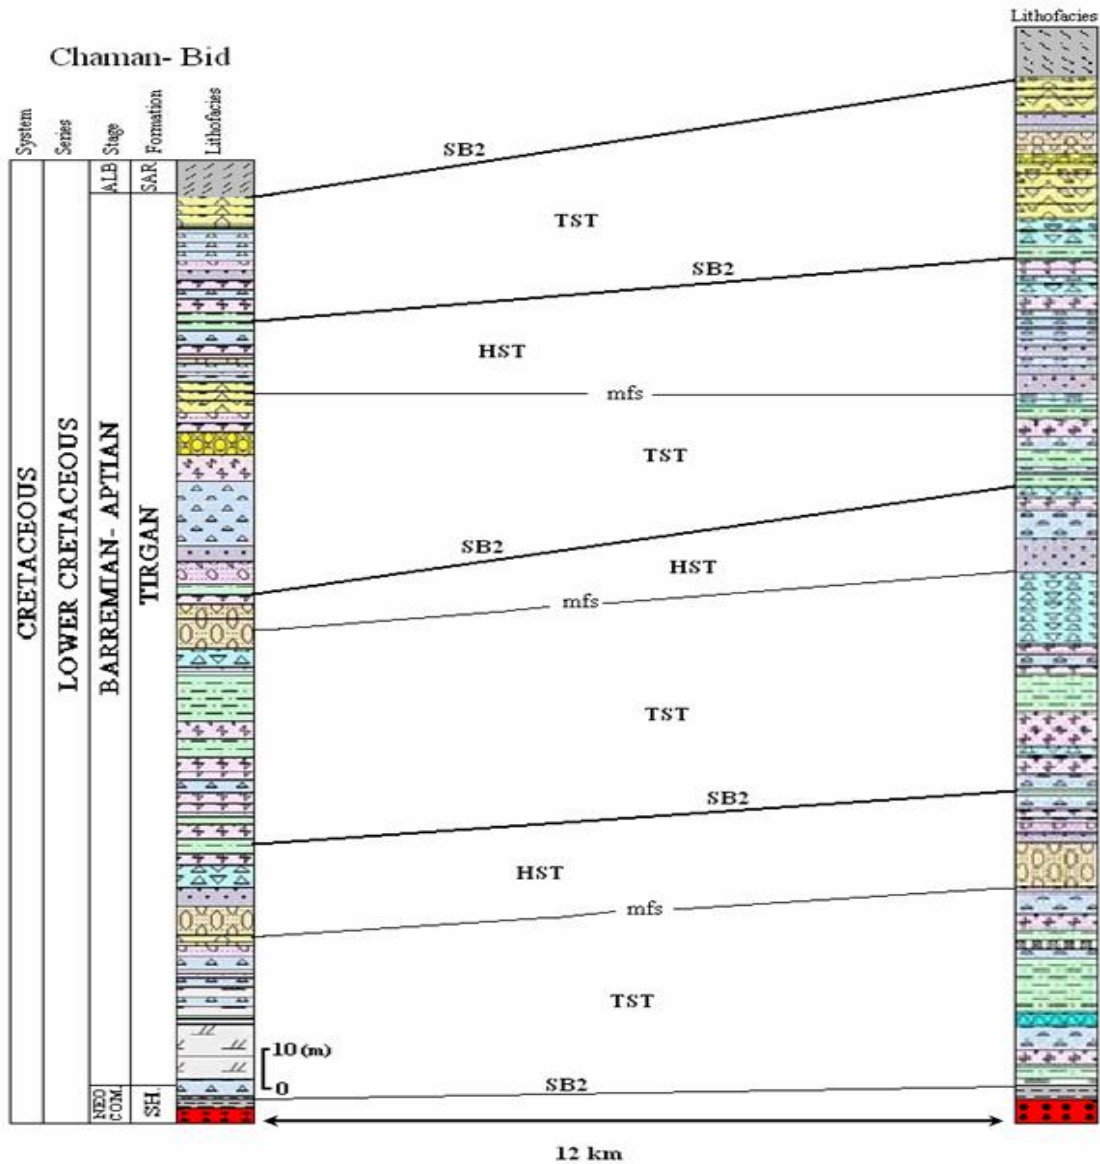 Lithofacies
Chaman- Bid
System
Series
Stage
Formation
Lithofacies
ALB
SAR
SB2
TST
SB2
HST
mfs
TST
SB2
HST
mfs
TST
SB2
HST
mfs
TST
SB2
CRETACEOUS
LOWER CRETACEOUS
BARREMIAN- APTIAN
TIRGAN
10 (m)
0
NEO
COM.
SH.
12 km